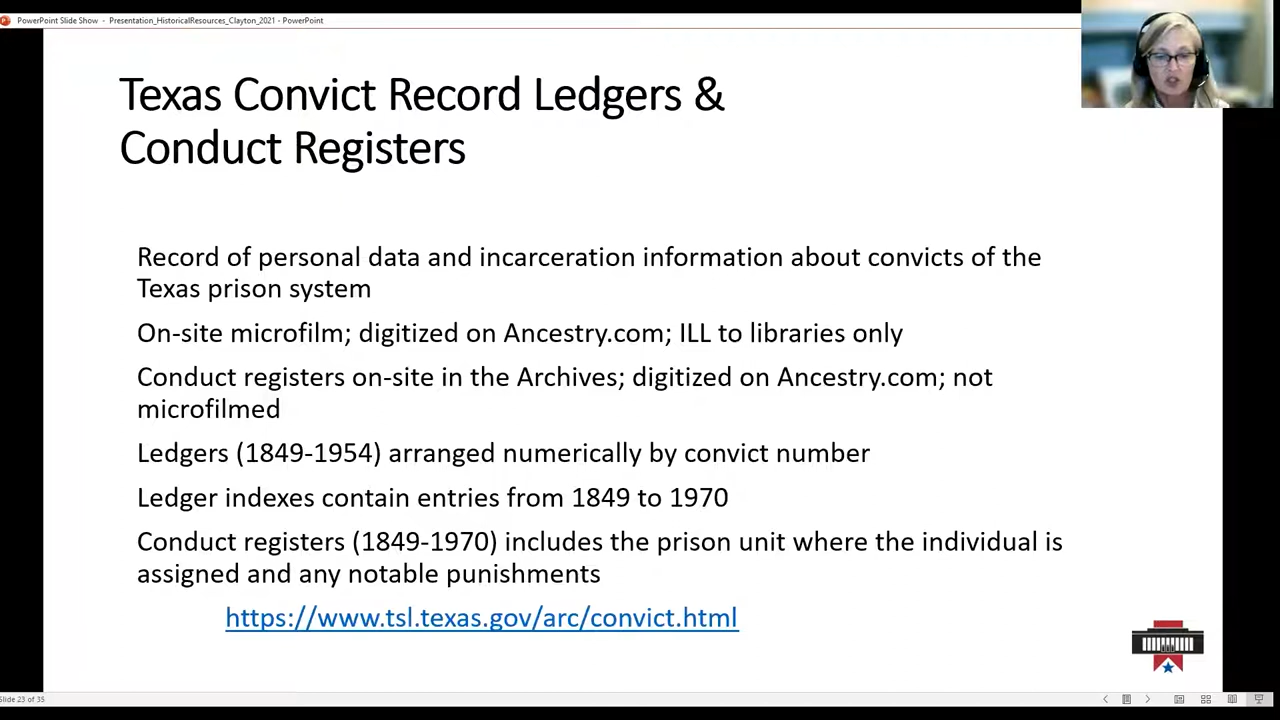 PowerPoint Slide Show - Presentation_HistoricalResources_Clayton_2021 - PowerPoint
Texas Convict Record Ledgers &
Conduct Registers
Record of personal data and incarceration information about convicts of the
Texas prison system
On-site microfilm; digitized on Ancestry.com; ILL to libraries only
Conduct registers on-site in the Archives; digitized on Ancestry.com; not
microfilmed
Ledgers (1849-1954) arranged numerically by convict number
Ledger indexes contain entries from 1849 to 1970
Conduct registers (1849-1970) includes the prison unit where the individual is
assigned and any notable punishments
https://www.tsl.texas.gov/arc/convict.html
Slide 23 of 35